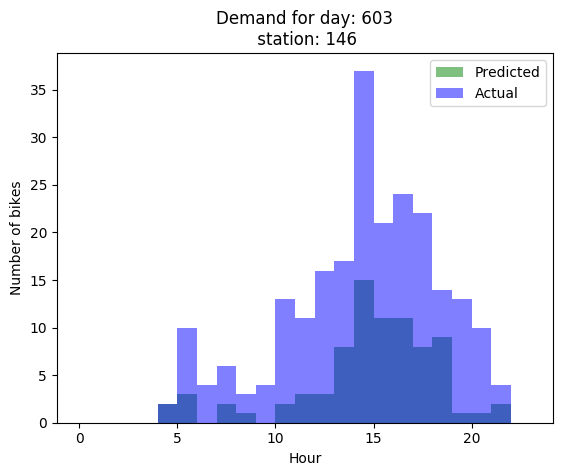 Demand for day: 603
station: 146
Predicted
Actual
35
30
25
20
15
10
5
0
Number of bikes
0 5 10 15 20
Hour